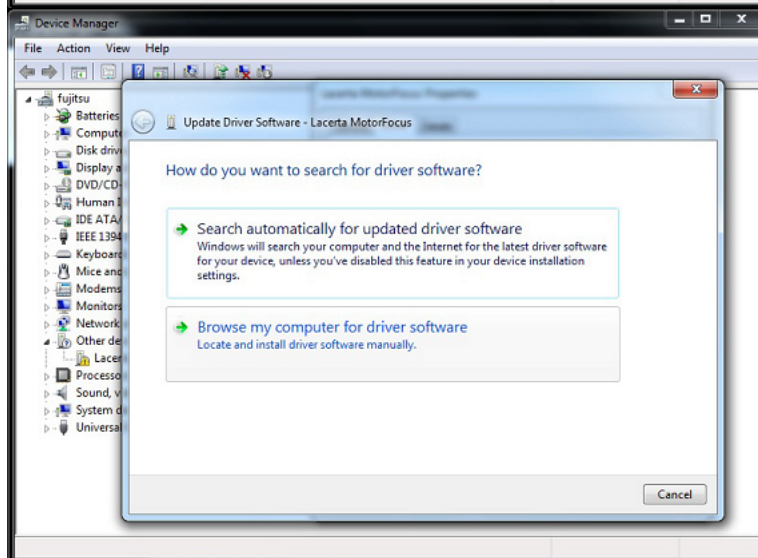 Device Manager
File Action View Help
fujitsu
Update Driver Software - Lacerta MotorFocus
Batteries
Compute
Disk driv
Display a
DVD/CD-
Human I
IDE ATA/
IEEE 1394
Keyboard
Mice and
Modems
Monitors
Network
Other de
Lacer
Processo
Sound, v
System d
Universal
How do you want to search for driver software?
Search automatically for updated driver software
Windows will search your computer and the Internet for the latest driver software
for your device, unless you've disabled this feature in your device installation
settings.
Browse my computer for driver software
Locate and install driver software manually.
Cancel